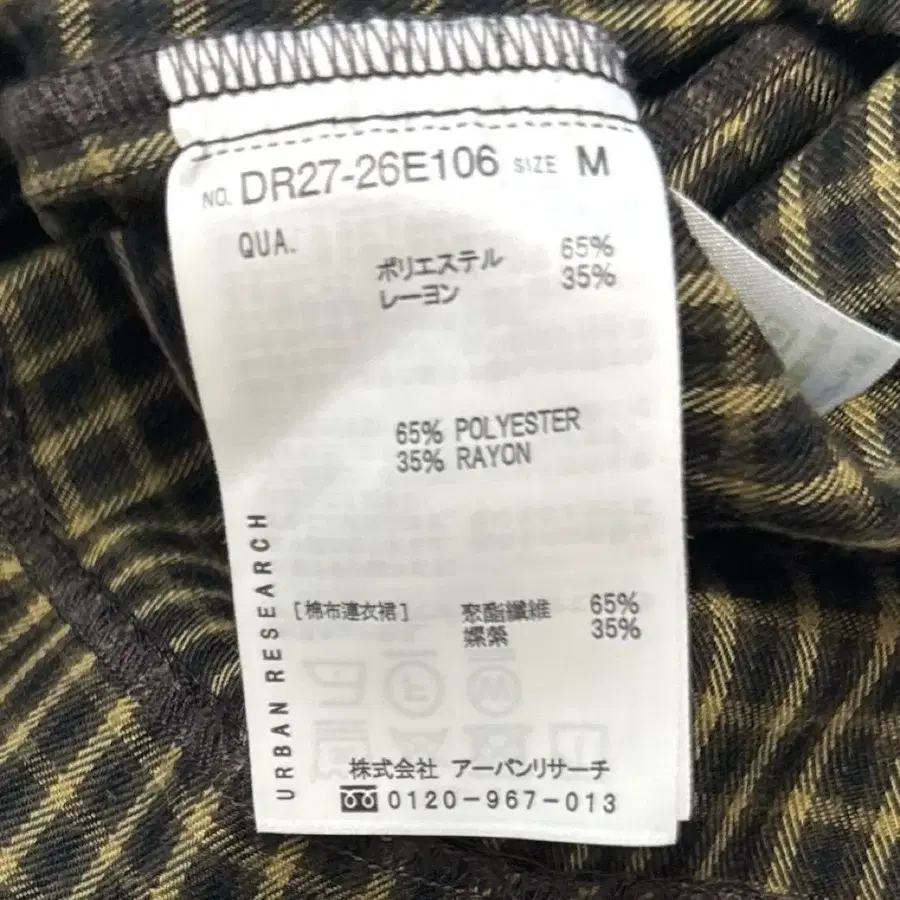 NO. DR27-26E106 SIZE M
QUA.
ポリエステル 65%
レーヨン 35%
65% POLYESTER
35% RAYON
URBAN RESEARCH
[棉布連衣裙] 聚酯纖維 65%
嫘縈 35%
株式会社 アーバンリサーチ
0120-967-013